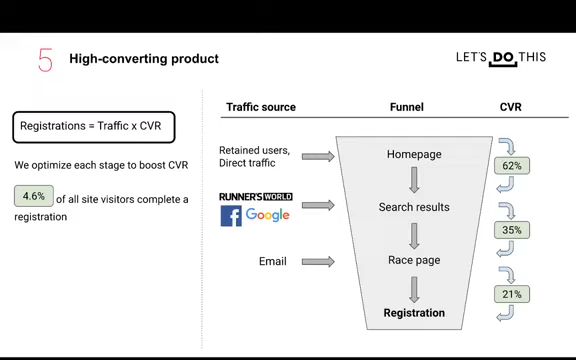 5
High-converting product
LET'S DO THIS
Registrations = Traffic x CVR
We optimize each stage to boost CVR
4.6% of all site visitors complete a
registration
Traffic source
Funnel
CVR
Retained users,
Direct traffic
RUNNER'S WORLD
f Google
Email
Homepage
Search results
Race page
Registration
62%
35%
21%